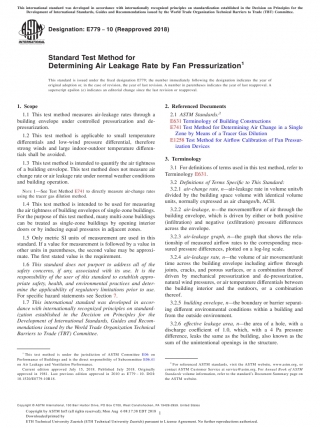 This international standard was developed in accordance with internationally recognized principles on standardization established in the Decision on Principles for the
Development of International Standards, Guides and Recommendations issued by the World Trade Organization Technical Barriers to Trade (TBT) Committee.
Designation: E779 − 10 (Reapproved 2018)
INTERNATIONAL
Standard Test Method for
Determining Air Leakage Rate by Fan Pressurization1
This standard is issued under the fixed designation E779; the number immediately following the designation indicates the year of
original adoption or, in the case of revision, the year of last revision. A number in parentheses indicates the year of last reapproval. A
superscript epsilon (ε) indicates an editorial change since the last revision or reapproval.
1. Scope
1.1 This test method measures air-leakage rates through a
building envelope under controlled pressurization and de-
pressurization.
1.2 This test method is applicable to small temperature
differentials and low-wind pressure differential, therefore
strong winds and large indoor-outdoor temperature differen-
tials shall be avoided.
1.3 This test method is intended to quantify the air tightness
of a building envelope. This test method does not measure air
change rate or air leakage rate under normal weather conditions
and building operation.
NOTE 1—See Test Method E741 to directly measure air-change rates
using the tracer gas dilution method.
1.4 This test method is intended to be used for measuring
the air tightness of building envelopes of single-zone buildings.
For the purpose of this test method, many multi-zone buildings
can be treated as single-zone buildings by opening interior
doors or by inducing equal pressures in adjacent zones.
1.5 Only metric SI units of measurement are used in this
standard. If a value for measurement is followed by a value in
other units in parentheses, the second value may be approxi-
mate. The first stated value is the requirement.
1.6 This standard does not purport to address all of the
safety concerns, if any, associated with its use. It is the
responsibility of the user of this standard to establish appro-
priate safety, health, and environmental practices and deter-
mine the applicability of regulatory limitations prior to use.
For specific hazard statements see Section 7.
1.7 This international standard was developed in accor-
dance with internationally recognized principles on standard-
ization established in the Decision on Principles for the
Development of International Standards, Guides and Recom-
mendations issued by the World Trade Organization Technical
Barriers to Trade (TBT) Committee.
1 This test method is under the jurisdiction of ASTM Committee E06 on
Performance of Buildings and is the direct responsibility of Subcommittee E06.41
on Air Leakage and Ventilation Performance.
Current edition approved July 15, 2018. Published July 2018. Originally
approved in 1981. Last previous edition approved in 2010 as E779 – 10. DOI:
10.1520/E0779-10R18.
2. Referenced Documents
2.1 ASTM Standards:2
E631 Terminology of Building Constructions
E741 Test Method for Determining Air Change in a Single
Zone by Means of a Tracer Gas Dilution
E1258 Test Method for Airflow Calibration of Fan Pressur-
ization Devices
3. Terminology
3.1 For definitions of terms used in this test method, refer to
Terminology E631.
3.2 Definitions of Terms Specific to This Standard:
3.2.1 air-change rate, n—air-leakage rate in volume units/h
divided by the building space volume with identical volume
units, normally expressed as air changes/h, ACH.
3.2.2 air-leakage, n—the movement/flow of air through the
building envelope, which is driven by either or both positive
(infiltration) and negative (exfiltration) pressure differences
across the envelope.
3.2.3 air-leakage graph, n—the graph that shows the rela-
tionship of measured airflow rates to the corresponding mea-
sured pressure differences, plotted on a log-log scale.
3.2.4 air-leakage rate, n—the volume of air movement/unit
time across the building envelope including airflow through
joints, cracks, and porous surfaces, or a combination thereof
driven by mechanical pressurization and de-pressurization,
natural wind pressures, or air temperature differentials between
the building interior and the outdoors, or a combination
thereof.
3.2.5 building envelope, n—the boundary or barrier separat-
ing different environmental conditions within a building and
from the outside environment.
3.2.6 effective leakage area, n—the area of a hole, with a
discharge coefficient of 1.0, which, with a 4 Pa pressure
difference, leaks the same as the building, also known as the
sum of the unintentional openings in the structure.
2 For referenced ASTM standards, visit the ASTM website, www.astm.org, or
contact ASTM Customer Service at service@astm.org. For Annual Book of ASTM
Standards volume information, refer to the standard's Document Summary page on
the ASTM website.
Copyright © ASTM International, 100 Barr Harbor Drive, PO Box C700, West Conshohocken, PA 19428-2959. United States
Copyright by ASTM Int'l (all rights reserved);
1